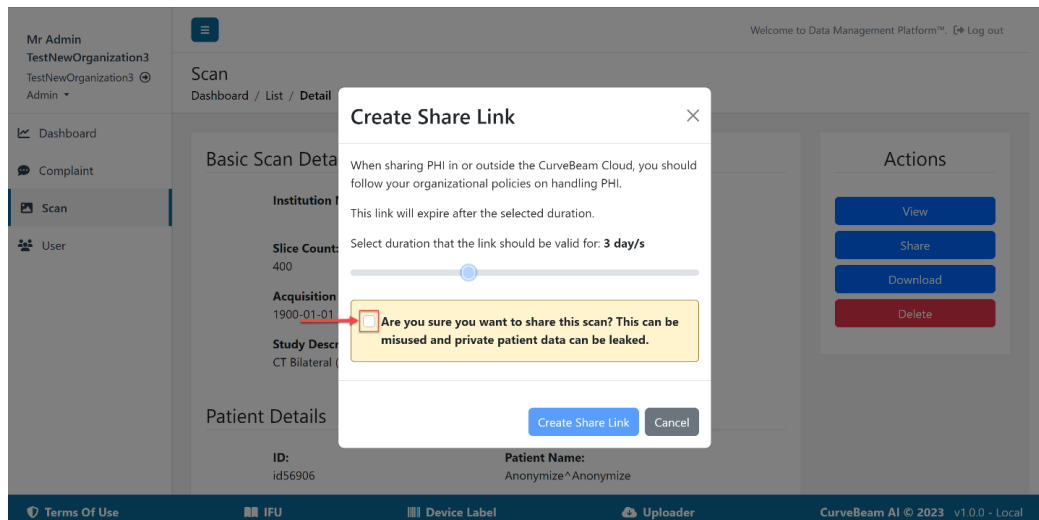 Mr Admin
TestNewOrganization3
TestNewOrganization3
Admin
Dashboard
Complaint
Scan
User
Welcome to Data Management Platform™. Log out
Scan
Dashboard / List / Detail
Basic Scan Deta
Institution
Slice Count:
400
Acquisition
1900-01-01
Study Descr
CT Bilateral (
Patient Details
ID:
id56906
Patient Name:
Anonymize^Anonymize
Create Share Link
When sharing PHI in or outside the CurveBeam Cloud, you should
follow your organizational policies on handling PHI.
This link will expire after the selected duration.
Select duration that the link should be valid for: 3 day/s
Are you sure you want to share this scan? This can be
misused and private patient data can be leaked.
Create Share Link
Cancel
Actions
View
Share
Download
Delete
Terms Of Use
IFU
Device Label
Uploader
CurveBeam AI © 2023 v1.0.0 - Local